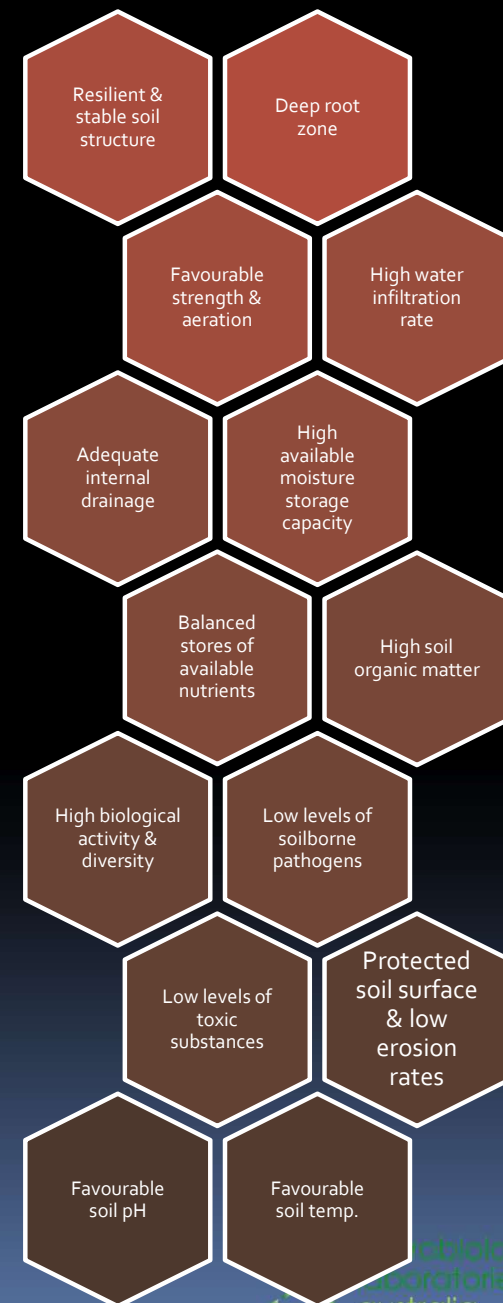 Resilient &
stable soil
structure
Deep root
zone
Favourable
strength &
aeration
High water
infiltration
rate
Adequate
internal
drainage
High
available
moisture
storage
capacity
Balanced
stores of
available
nutrients
High soil
organic matter
High biological
activity &
diversity
Low levels of
soilborne
pathogens
Low levels of
toxic
substances
Protected
soil surface
& low
erosion
rates
Favourable
soil pH
Favourable
soil temp.